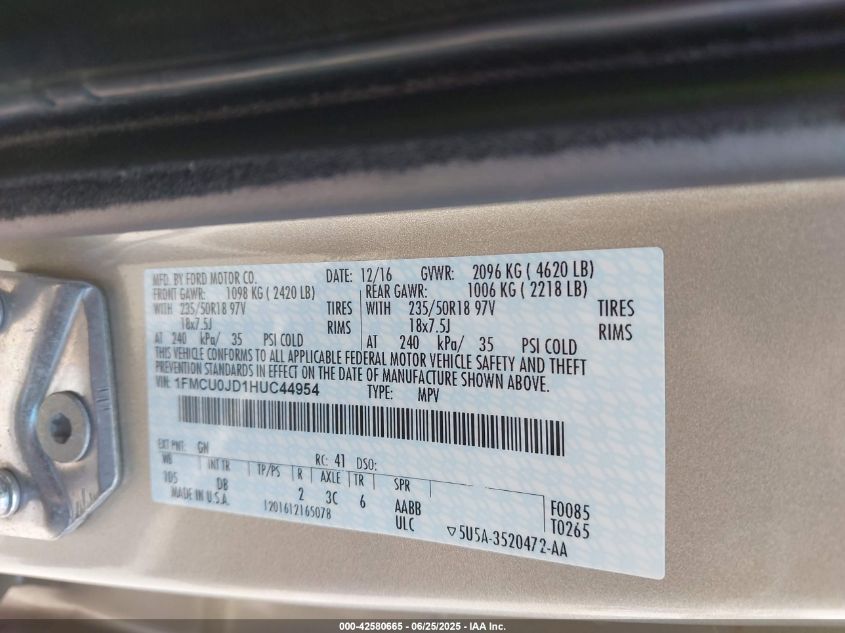 MFD. BY FORD MOTOR CO. DATE: 12/16 GVWR: 2096 KG ( 4620 LB)
FRONT GAWR: 1098 KG ( 2420 LB) REAR GAWR: 1006 KG ( 2218 LB)
WITH 235/50R18 97V TIRES WITH 235/50R18 97V TIRES
18x7.5J RIMS 18x7.5J RIMS
AT 240 kPa/ 35 PSI COLD AT 240 kPa/ 35 PSI COLD
THIS VEHICLE CONFORMS TO ALL APPLICABLE FEDERAL MOTOR VEHICLE SAFETY AND THEFT
PREVENTION STANDARDS IN EFFECT ON THE DATE OF MANUFACTURE SHOWN ABOVE.
VIN: 1FMCU0JD1HUC44954 TYPE: MPV
EXT PNT: GN RC: 41 DSO:
WB INT TR TP/PS R AXLE TR SPR
105 DB 2 3C 6 AABB F0085
MADE IN U.S.A. 1201612165078 ULC T0265
▽5U5A-3520472-AA
000-42580665 - 06/25/2025 - IAA Inc.